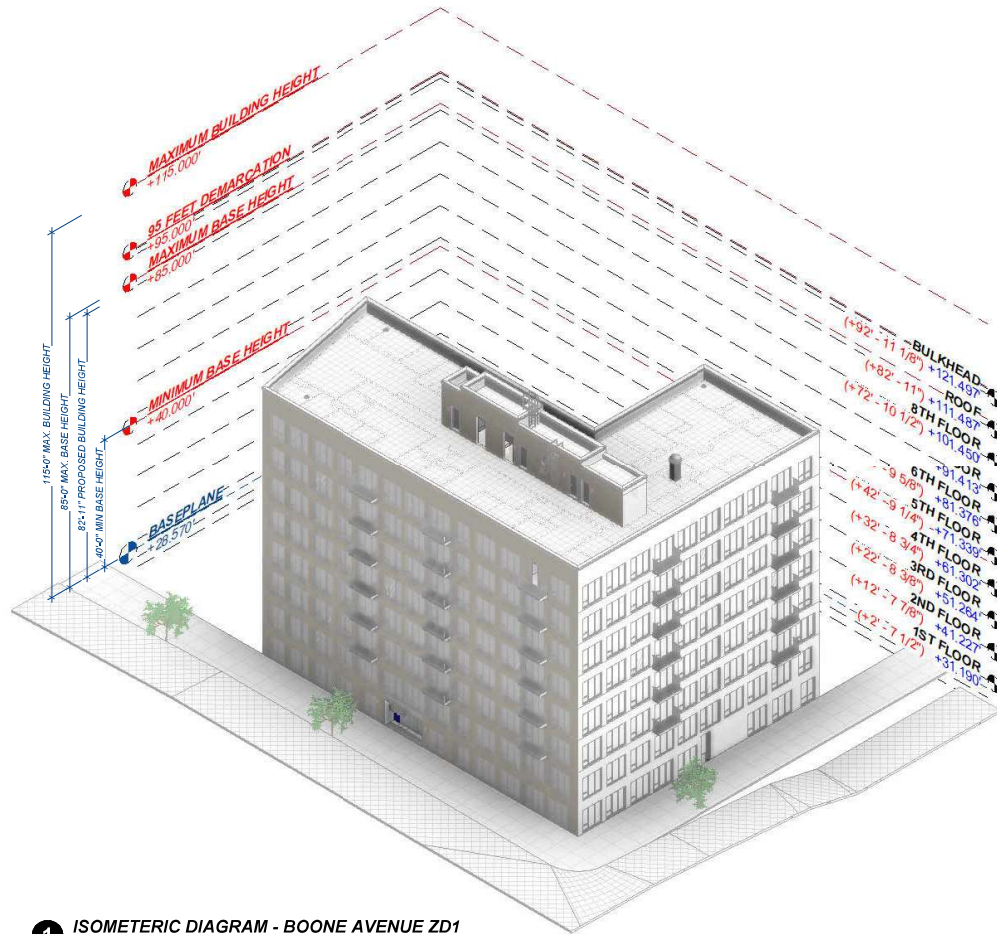 MAXIMUM BUILDING HEIGHT
+115.000'
95 FEET DEMARCATION
+95.000'
MAXIMUM BASE HEIGHT
+85.000'
MINIMUM BASE HEIGHT
+40.000'
BASEPLANE
+28.570'
115'-0" MAX. BUILDING HEIGHT
85'-0" MAX. BASE HEIGHT
82'-11" PROPOSED BUILDING HEIGHT
40'-0" MIN BASE HEIGHT
BULKHEAD
(+92' - 11 1/8") +121.497'
ROOF
(+82' - 11") +111.487'
8TH FLOOR
(+72' - 10 1/2") +101.450'
+91.413'
6TH FLOOR
9 5/8") +81.376'
5TH FLOOR
(+42' - 9 1/4") +71.339'
4TH FLOOR
(+32' - 8 3/4") +61.302'
3RD FLOOR
(+22' - 8 3/8") +51.264'
2ND FLOOR
(+12' - 7 7/8") +41.227'
1ST FLOOR
(+2' - 7 1/2") +31.190'
1 ISOMETERIC DIAGRAM - BOONE AVENUE ZD1